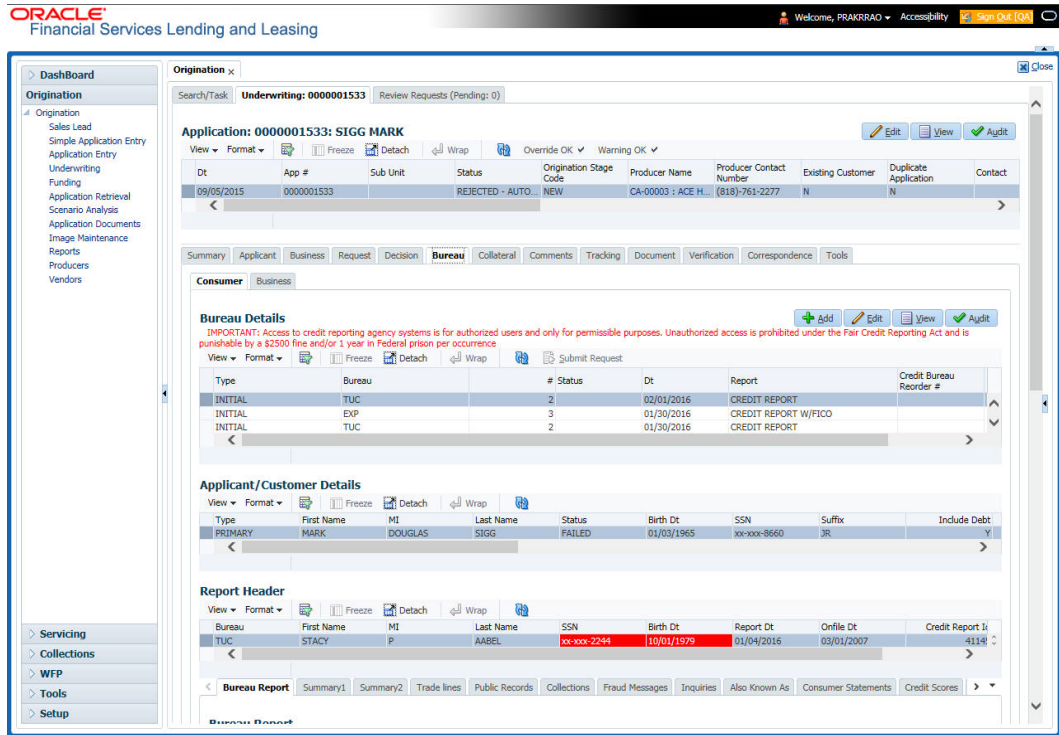 ORACLE
Financial Services Lending and Leasing
Welcome, PRAKRRAO Accessibility Sign Out [QA]
Close
DashBoard
Origination
Origination
Sales Lead
Simple Application Entry
Application Entry
Underwriting
Funding
Application Retrieval
Scenario Analysis
Application Documents
Image Maintenance
Reports
Producers
Vendors
Servicing
Collections
WFP
Tools
Setup
Origination x
Search/Task Underwriting: 0000001533 Review Requests (Pending: 0)
Application: 0000001533: SIGG MARK
Edit View Audit
View Format Freeze Detach Wrap Override OK Warning OK
Dt App # Sub Unit Status Origination Stage Code Producer Name Producer Contact Number Existing Customer Duplicate Application Contact
09/05/2015 0000001533 REJECTED - AUTO... NEW CA-00003 : ACE H... (818)-761-2277 N N
Summary Applicant Business Request Decision Bureau Collateral Comments Tracking Document Verification Correspondence Tools
Consumer Business
Bureau Details
Add Edit View Audit
IMPORTANT: Access to credit reporting agency systems is for authorized users and only for permissible purposes. Unauthorized access is prohibited under the Fair Credit Reporting Act and is
punishable by a $2500 fine and/or 1 year in Federal prison per occurrence
View Format Freeze Detach Wrap Submit Request
Type Bureau # Status Dt Report Credit Bureau Reorder #
INITIAL TUC 2 02/01/2016 CREDIT REPORT
INITIAL EXP 3 01/30/2016 CREDIT REPORT W/FICO
INITIAL TUC 2 01/30/2016 CREDIT REPORT
Applicant/Customer Details
View Format Freeze Detach Wrap
Type First Name MI Last Name Status Birth Dt SSN Suffix Include Debt
PRIMARY MARK DOUGLAS SIGG FAILED 01/03/1965 xx-xxx-8660 JR Y
Report Header
View Format Freeze Detach Wrap
Bureau First Name MI Last Name SSN Birth Dt Report Dt Onfile Dt Credit Report
TUC STACY P AABEL xx-xxx-2244 10/01/1979 01/04/2016 03/01/2007
Bureau Report Summary1 Summary2 Trade lines Public Records Collections Fraud Messages Inquiries Also Known As Consumer Statements Credit Scores
Bureau Report